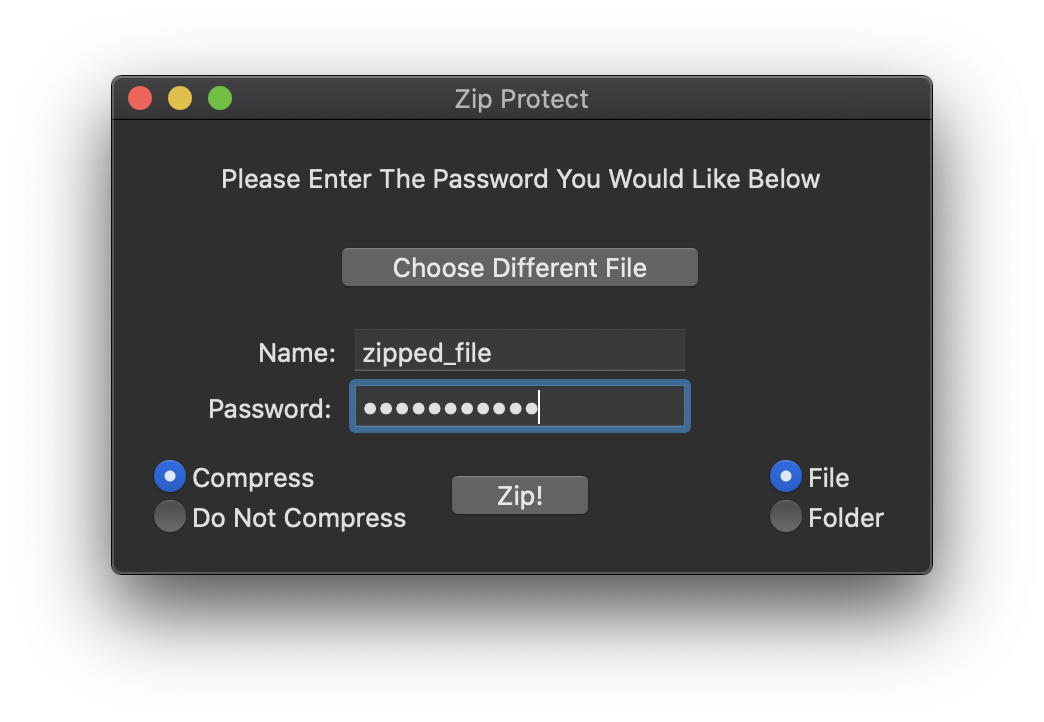 Zip Protect
Please Enter The Password You Would Like Below
Choose Different File
Name: zipped_file
Password: ●●●●●●●●●●●
Compress
Zip!
File
Do Not Compress
Folder